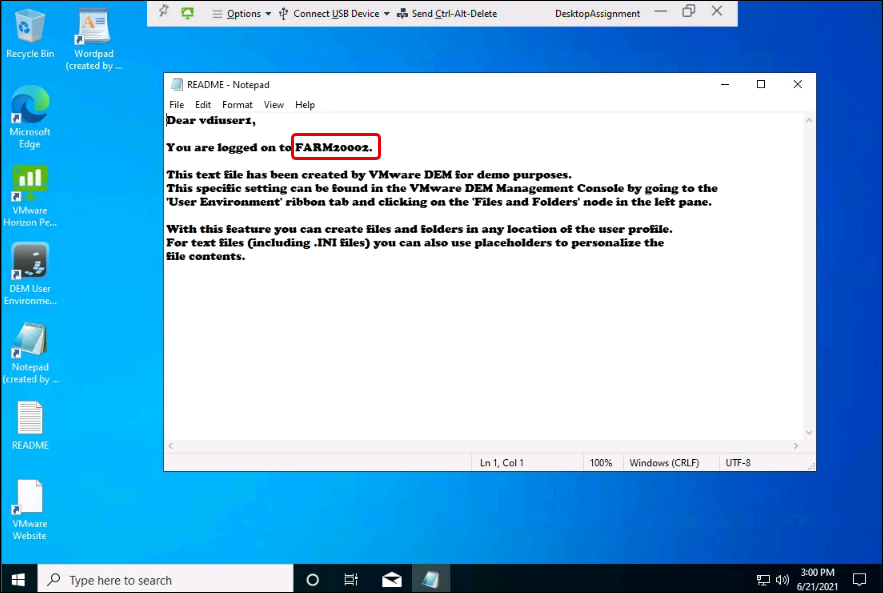 Options
Connect USB Device
Send Ctrl-Alt-Delete
DesktopAssignment
Recycle Bin
Wordpad
(created by ...
Microsoft
Edge
VMware
Horizon Pe...
DEM User
Environme...
Notepad
(created by ...
README
VMware
Website
README - Notepad
File Edit Format View Help
Dear vdiuser1,
You are logged on to FARM20002.
This text file has been created by VMware DEM for demo purposes.
This specific setting can be found in the VMware DEM Management Console by going to the
'User Environment' ribbon tab and clicking on the 'Files and Folders' node in the left pane.
With this feature you can create files and folders in any location of the user profile.
For text files (including .INI files) you can also use placeholders to personalize the
file contents.
Ln 1, Col 1 100% Windows (CRLF) UTF-8
Type here to search
3:00 PM
6/21/2021